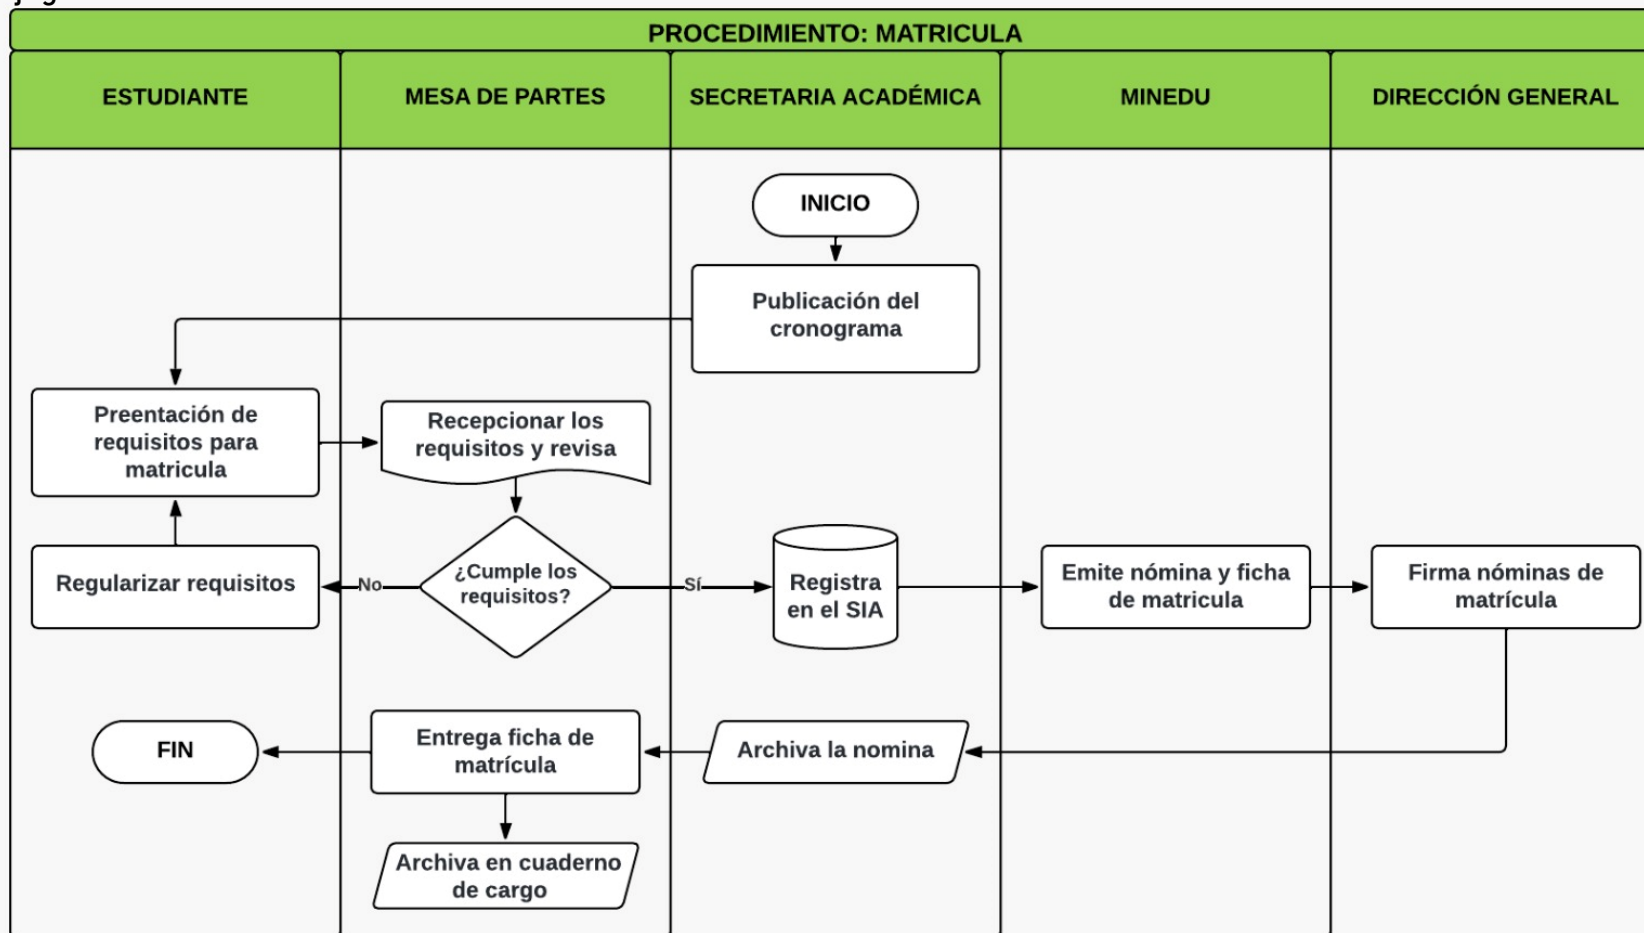 PROCEDIMIENTO: MATRICULA
ESTUDIANTE
MESA DE PARTES
SECRETARIA ACADÉMICA
MINEDU
DIRECCIÓN GENERAL
INICIO
Publicación del
cronograma
Preentación de
requisitos para
matricula
Recepcionar los
requisitos y revisa
Regularizar requisitos
No
¿Cumple los
requisitos?
Sí
Registra
en el SIA
Emite nómina y ficha
de matricula
Firma nóminas de
matrícula
FIN
Entrega ficha de
matrícula
Archiva la nomina
Archiva en cuaderno
de cargo